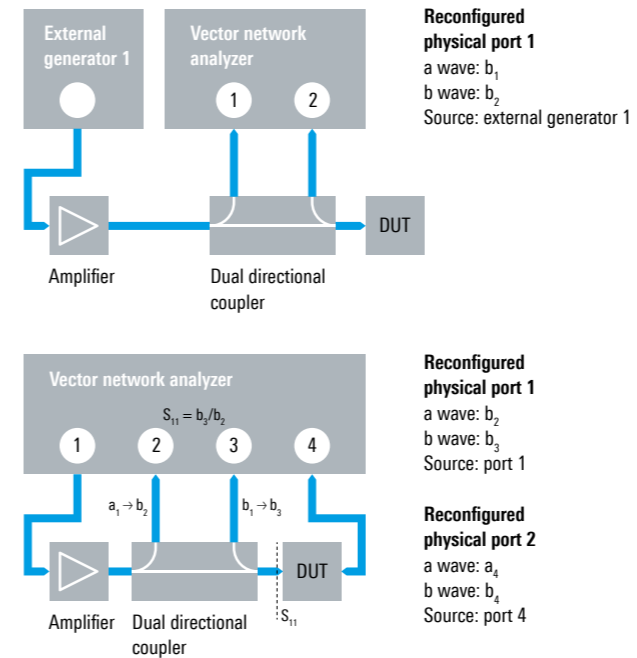 External
generator 1
Vector network
analyzer
1
2
DUT
Amplifier
Dual directional
coupler
Reconfigured
physical port 1
a wave: b₁
b wave: b₂
Source: external generator 1
Vector network analyzer
S₁₁ = b₃/b₂
1
2
3
4
a₁ → b₂
b₁ → b₃
DUT
S₁₁
Amplifier
Dual directional
coupler
Reconfigured
physical port 1
a wave: b₂
b wave: b₃
Source: port 1
Reconfigured
physical port 2
a wave: a₄
b wave: b₄
Source: port 4